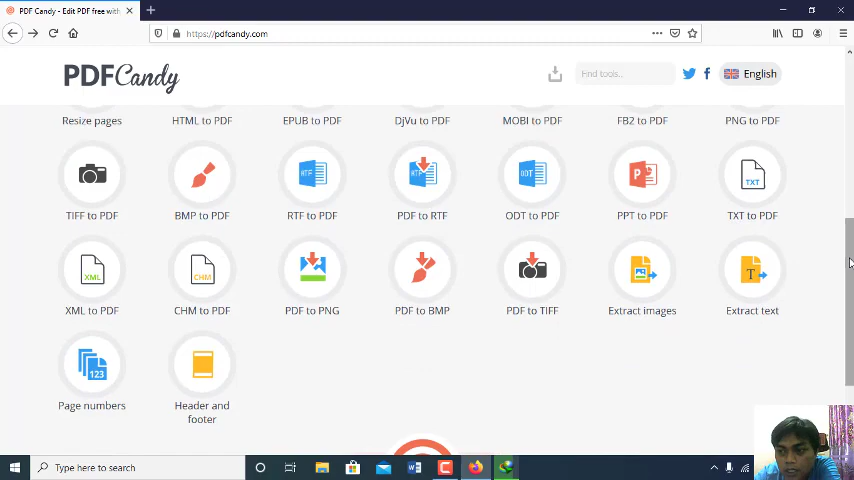 PDF Candy - Edit PDF free with
https://pdfcandy.com
PDFCandy
Find tools...
English
Resize pages
HTML to PDF
EPUB to PDF
DjVu to PDF
MOBI to PDF
FB2 to PDF
PNG to PDF
RTF
RTF
ODT
P
TXT
TIFF to PDF
BMP to PDF
RTF to PDF
PDF to RTF
ODT to PDF
PPT to PDF
TXT to PDF
XML
CHM
T
XML to PDF
CHM to PDF
PDF to PNG
PDF to BMP
PDF to TIFF
Extract images
Extract text
123
Page numbers
Header and
footer
Type here to search